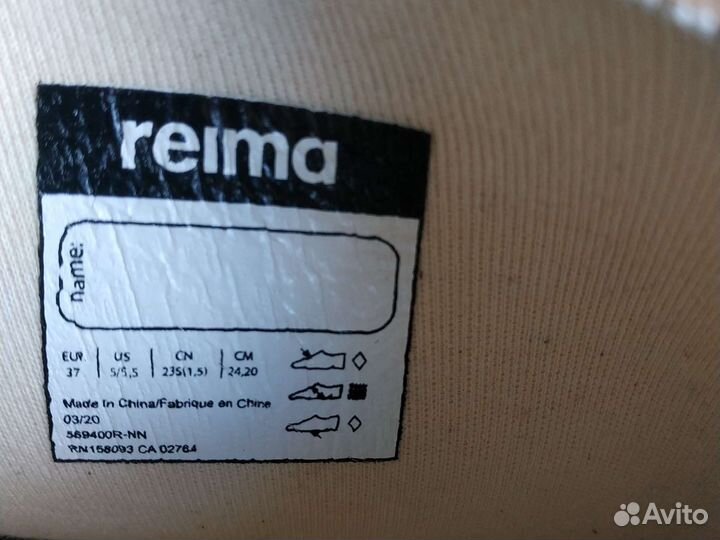 reima
name:
EUR US CN CM
37 5/5,5 235(1,5) 24,20
Made in China/Fabrique en Chine
03/20
569400R-NN
RN158093 CA 02764
Avito